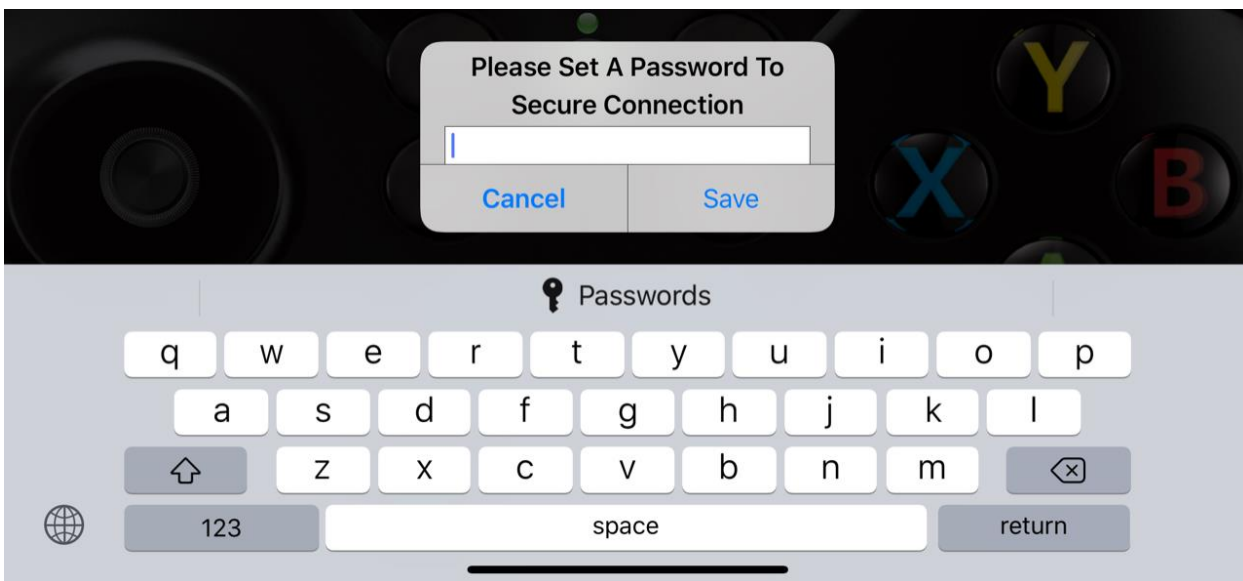 Please Set A Password To
Secure Connection
Cancel Save
Y
X B
A
Passwords
q w e r t y u i o p
a s d f g h j k l
z x c v b n m
123 space return